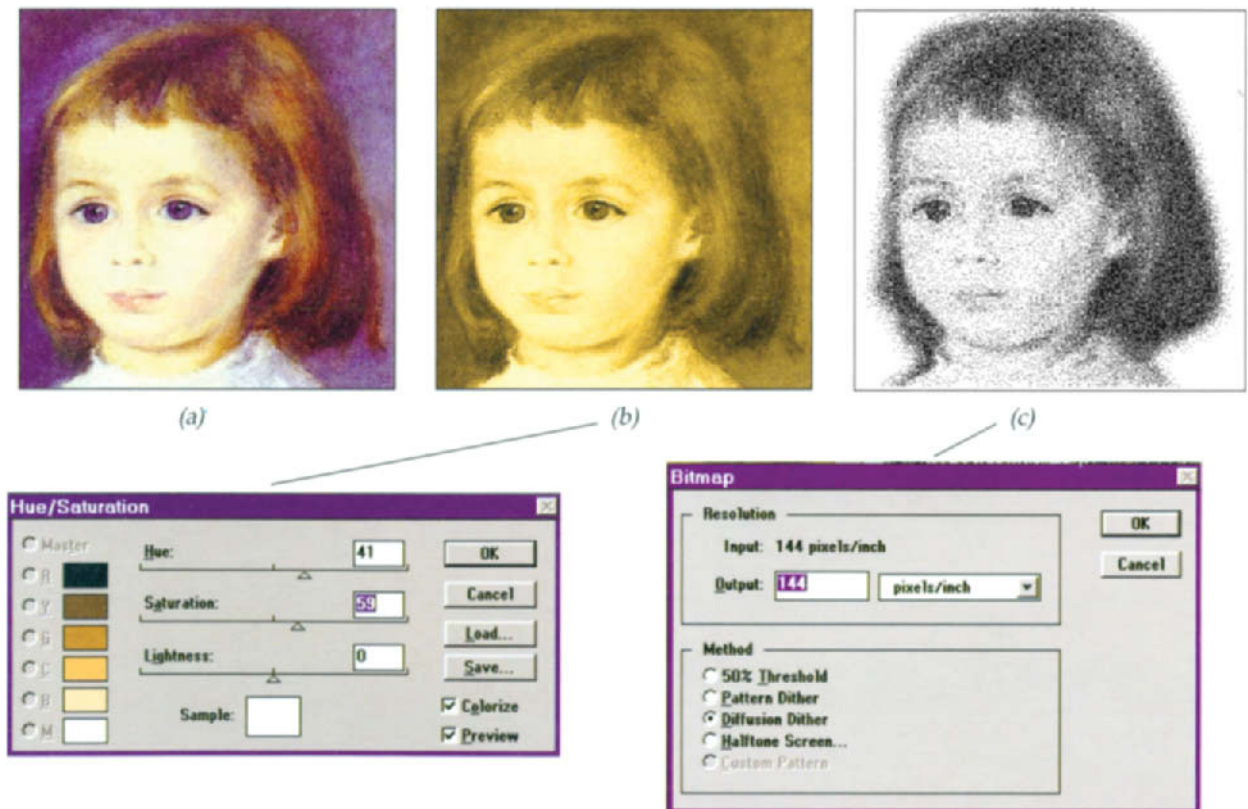 (a)
(b)
(c)
Hue/Saturation
Master
R
Y
G
C
B
M
Hue: 41
Saturation: 59
Lightness: 0
Sample:
OK
Cancel
Load...
Save...
Colorize
Preview
Bitmap
Resolution
Input: 144 pixels/inch
Output: 144 pixels/inch
OK
Cancel
Method
50% Threshold
Pattern Dither
Diffusion Dither
Halftone Screen...
Custom Pattern